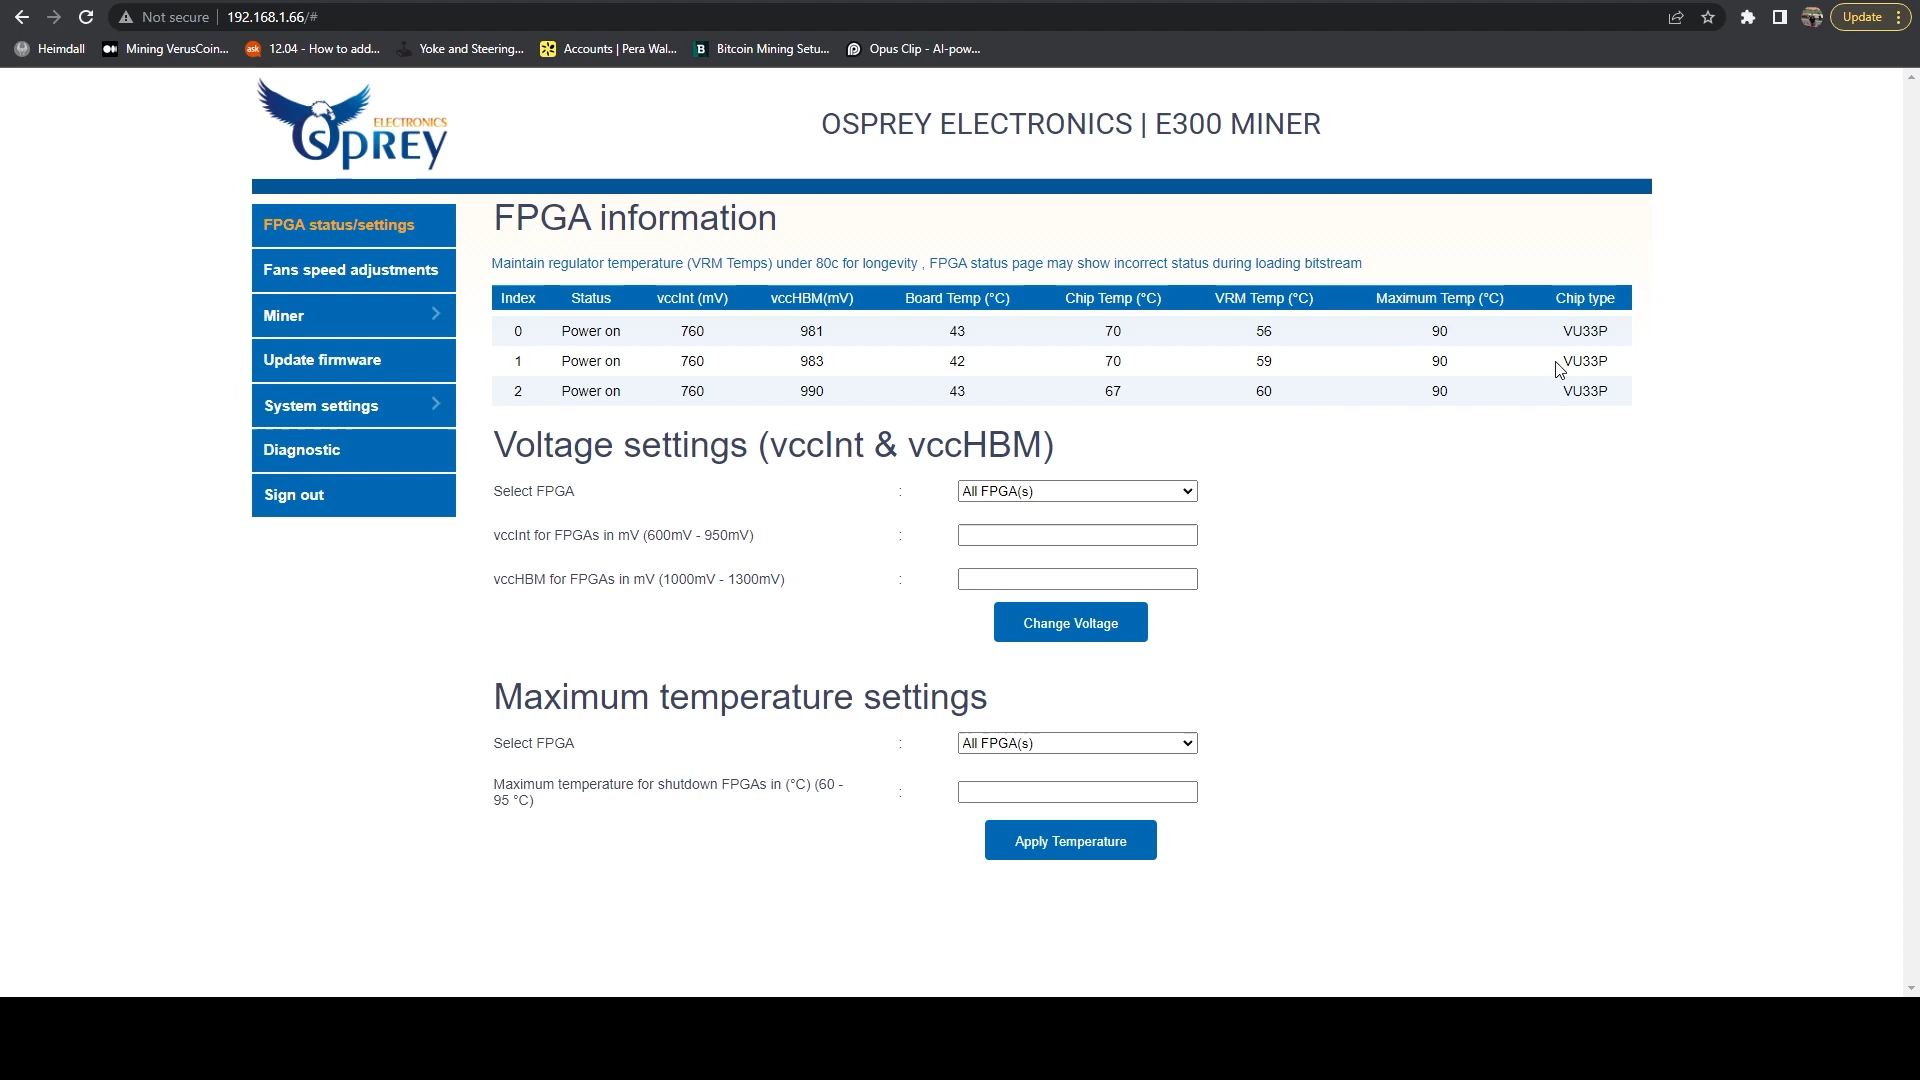 Not secure 192.168.1.66/#
Update
Heimdall Mining VerusCoin... ask 12.04 - How to add... Yoke and Steering... Accounts | Pera Wal... B Bitcoin Mining Setu... Opus Clip - AI-pow...
OSPREY ELECTRONICS
OSPREY ELECTRONICS | E300 MINER
FPGA status/settings
Fans speed adjustments
Miner
Update firmware
System settings
Diagnostic
Sign out
FPGA information
Maintain regulator temperature (VRM Temps) under 80c for longevity , FPGA status page may show incorrect status during loading bitstream
Index Status vccInt (mV) vccHBM(mV) Board Temp (°C) Chip Temp (°C) VRM Temp (°C) Maximum Temp (°C) Chip type
0 Power on 760 981 43 70 56 90 VU33P
1 Power on 760 983 42 70 59 90 VU33P
2 Power on 760 990 43 67 60 90 VU33P
Voltage settings (vccInt & vccHBM)
Select FPGA : All FPGA(s)
vccInt for FPGAs in mV (600mV - 950mV) :
vccHBM for FPGAs in mV (1000mV - 1300mV) :
Change Voltage
Maximum temperature settings
Select FPGA : All FPGA(s)
Maximum temperature for shutdown FPGAs in (°C) (60 -
95 °C) :
Apply Temperature